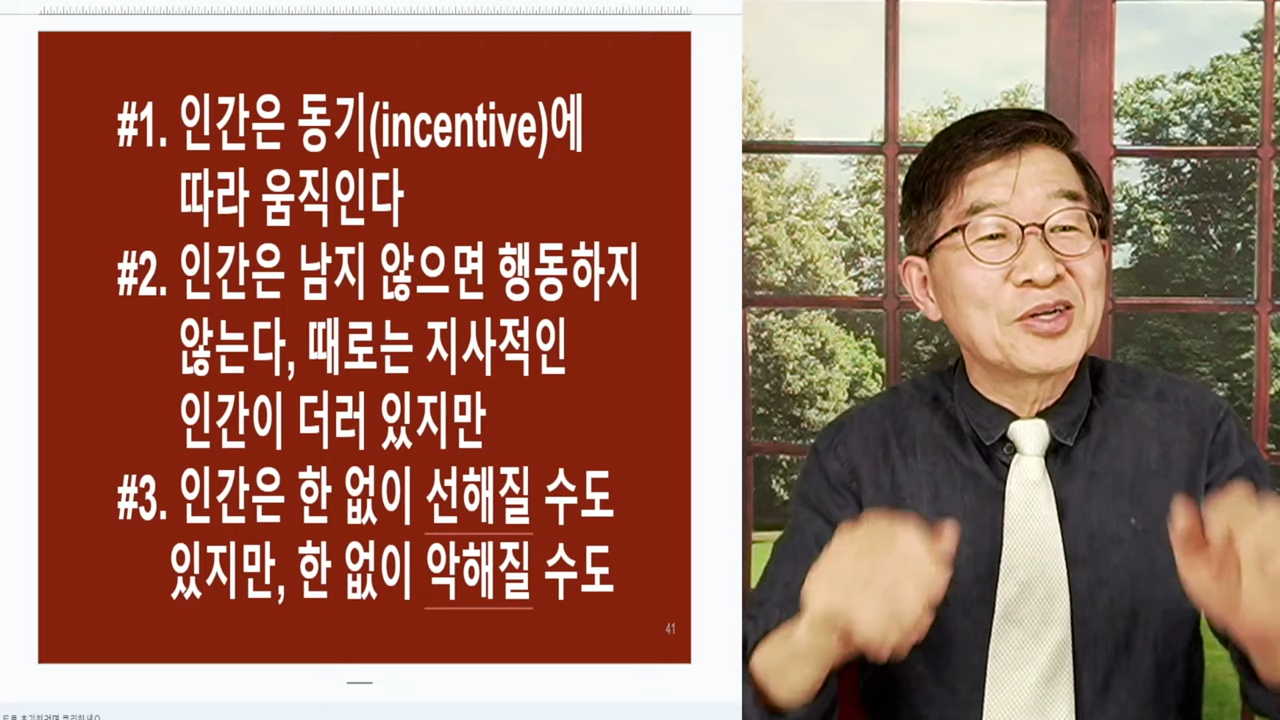 #1. 인간은 동기(incentive)에
따라 움직인다
#2. 인간은 남지 않으면 행동하지
않는다, 때로는 지사적인
인간이 더러 있지만
#3. 인간은 한 없이 선해질 수도
있지만, 한 없이 악해질 수도
41